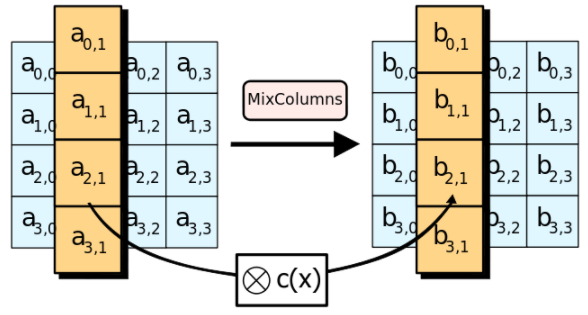 a0,1 b0,1
a0,0 a0,2 a0,3 b0,0 b0,2 b0,3
MixColumns
a1,1 b1,1
a1,0 a1,2 a1,3 b1,0 b1,2 b1,3
a2,1 b2,1
a2,0 a2,2 a2,3 b2,0 b2,2 b2,3
a3,0 a3,2 a3,3 b3,0 b3,2 b3,3
a3,1 b3,1
⊗ c(x)